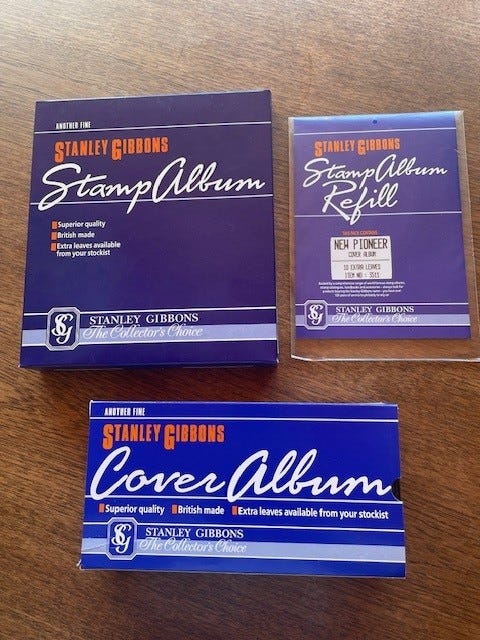 ANOTHER FINE
STANLEY GIBBONS
Stamp Album
Superior quality
British made
Extra leaves available
from your stockist
SG
STANLEY GIBBONS
The Collector's Choice
STANLEY GIBBONS
Stamp Album
Refill
THIS PACK CONTAINS
NEW PIONEER
COVER ALBUM
10 EXTRA LEAVES
ITEM NO: 3511
SG
STANLEY GIBBONS
The Collector's Choice
ANOTHER FINE
STANLEY GIBBONS
Cover Album
Superior quality British made Extra leaves available from your stockist
SG
STANLEY GIBBONS
The Collector's Choice